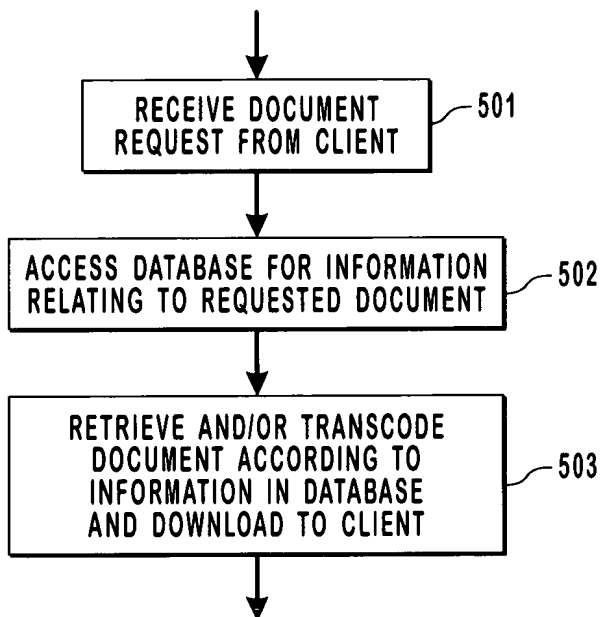 RECEIVE DOCUMENT
REQUEST FROM CLIENT
501
ACCESS DATABASE FOR INFORMATION
RELATING TO REQUESTED DOCUMENT
502
RETRIEVE AND/OR TRANSCODE
DOCUMENT ACCORDING TO
INFORMATION IN DATABASE
AND DOWNLOAD TO CLIENT
503